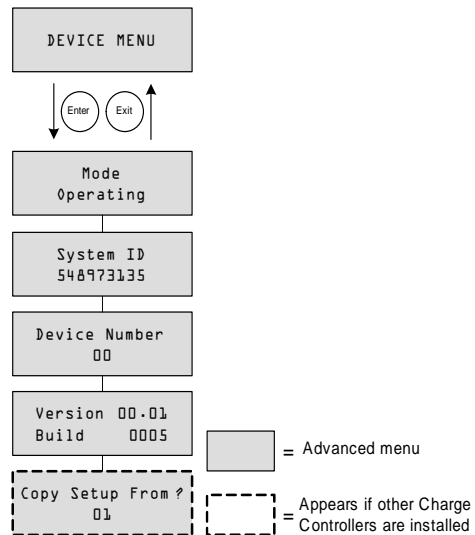 DEVICE MENU
Enter
Exit
Mode
Operating
System ID
548973135
Device Number
00
Version 00.01
Build 0005
= Advanced menu
Copy Setup From?
01
= Appears if other Charge
Controllers are installed